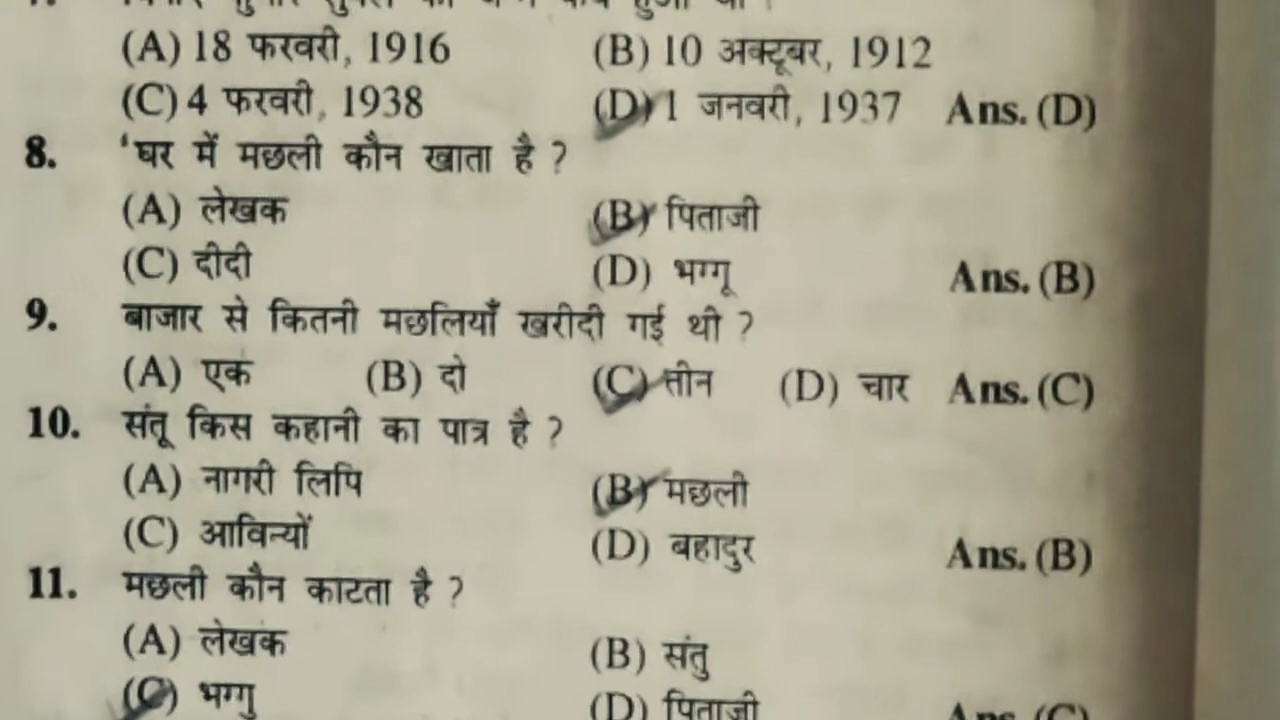 (A) 18 फरवरी, 1916 (B) 10 अक्टूबर, 1912
(C) 4 फरवरी, 1938 (D) 1 जनवरी, 1937 Ans. (D)
8. 'घर में मछली कौन खाता है ?
(A) लेखक (B) पिताजी
(C) दीदी (D) भग्गू Ans. (B)
9. बाजार से कितनी मछलियाँ खरीदी गई थी ?
(A) एक (B) दो (C) तीन (D) चार Ans. (C)
10. संतू किस कहानी का पात्र है ?
(A) नागरी लिपि (B) मछली
(C) आविन्यों (D) बहादुर Ans. (B)
11. मछली कौन काटता है ?
(A) लेखक (B) संतु
(C) भग्गु (D) पिताजी Ans. (C)